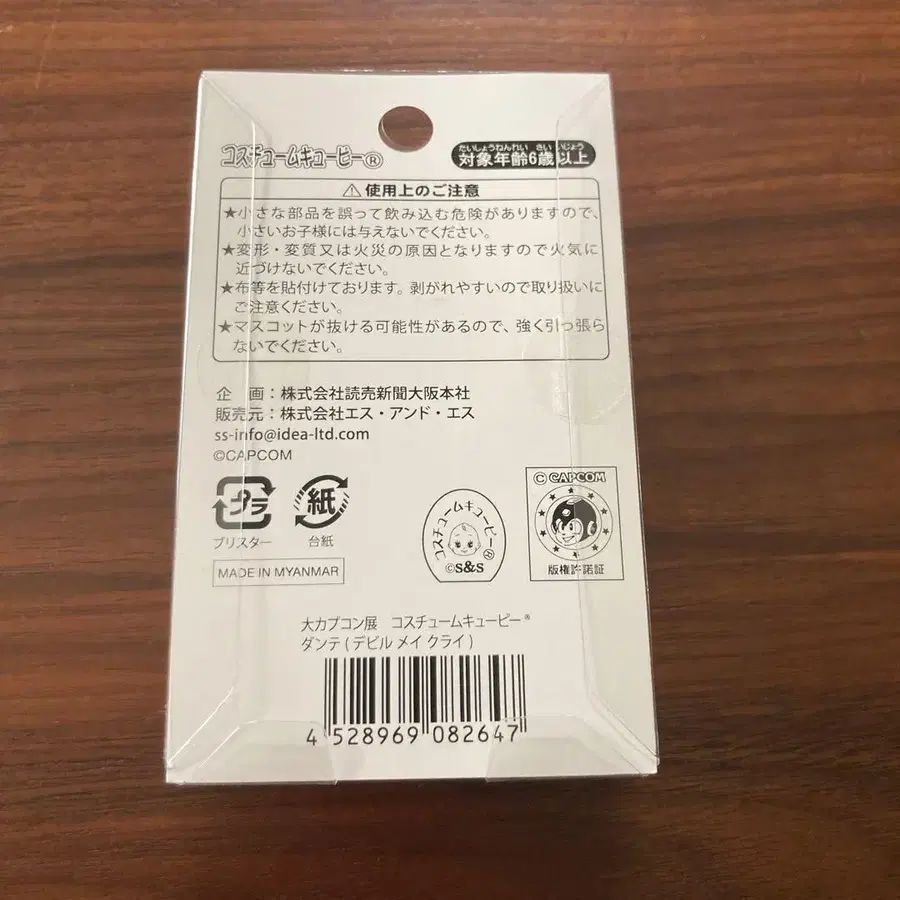 コスチュームキューピー®
たいしょうねんれい さい いじょう
対象年齢6歳以上
⚠使用上のご注意
★小さな部品を誤って飲み込む危険がありますので、
小さいお子様には与えないでください。
★変形・変質又は火災の原因となりますので火気に
近づけないでください。
★布等を貼付けております。剥がれやすいので取り扱いに
ご注意ください。
★マスコットが抜ける可能性があるので、強く引っ張ら
ないでください。
企　画：株式会社読売新聞大阪本社
販売元：株式会社エス・アンド・エス
ss-info@idea-ltd.com
©CAPCOM
プラ
紙
ブリスター
台紙
コスチュームキューピー®
©S&S
© CAPCOM
版権許諾証
MADE IN MYANMAR
大カプコン展　コスチュームキューピー®
ダンテ(デビル メイ クライ)
4 528969 082647